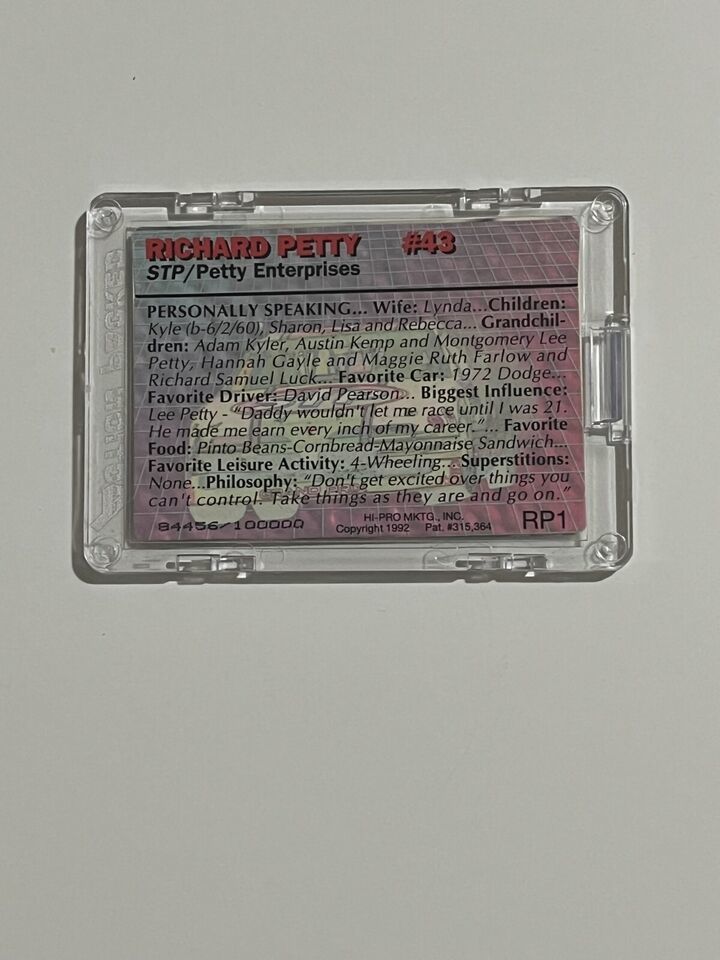 RICHARD PETTY #43
STP/Petty Enterprises
PERSONALLY SPEAKING... Wife: Lynda...Children:
Kyle (b-6/2/60), Sharon, Lisa and Rebecca... Grandchil-
dren: Adam Kyler, Austin Kemp and Montgomery Lee
Petty, Hannah Gayle and Maggie Ruth Farlow and
Richard Samuel Luck... Favorite Car: 1972 Dodge...
Favorite Driver: David Pearson... Biggest Influence:
Lee Petty - "Daddy wouldn't let me race until I was 21.
He made me earn every inch of my career."... Favorite
Food: Pinto Beans-Cornbread-Mayonnaise Sandwich...
Favorite Leisure Activity: 4-Wheeling... Superstitions:
None...Philosophy: "Don't get excited over things you
can't control. Take things as they are and go on."
84456/100000
HI-PRO MKTG., INC.
Copyright 1992 Pat. #315,364
RP1